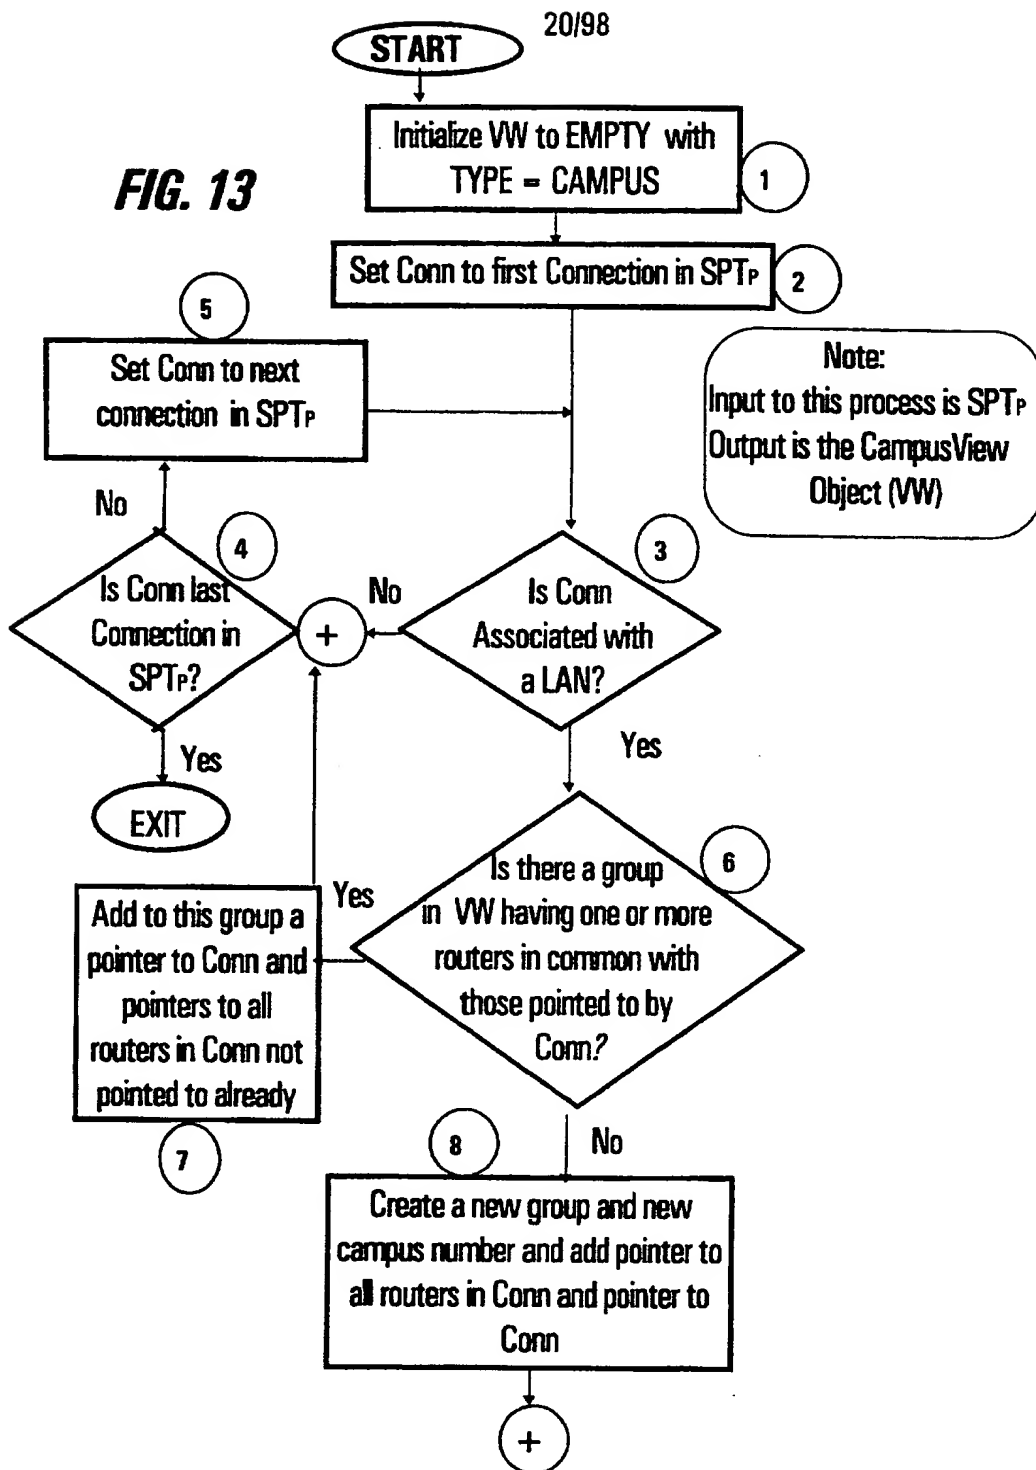 20/98
START
Initialize VW to EMPTY with
TYPE = CAMPUS
1
FIG. 13
Set Conn to first Connection in SPTP
2
5
Set Conn to next
connection in SPTP
Note:
Input to this process is SPTP
Output is the CampusView
Object (VW)
No
4
Is Conn last
Connection in
SPTP?
+
No
3
Is Conn
Associated with
a LAN?
Yes
EXIT
Yes
6
Is there a group
in VW having one or more
routers in common with
those pointed to by
Conn?
Yes
Add to this group a
pointer to Conn and
pointers to all
routers in Conn not
pointed to already
7
No
8
Create a new group and new
campus number and add pointer to
all routers in Conn and pointer to
Conn
+